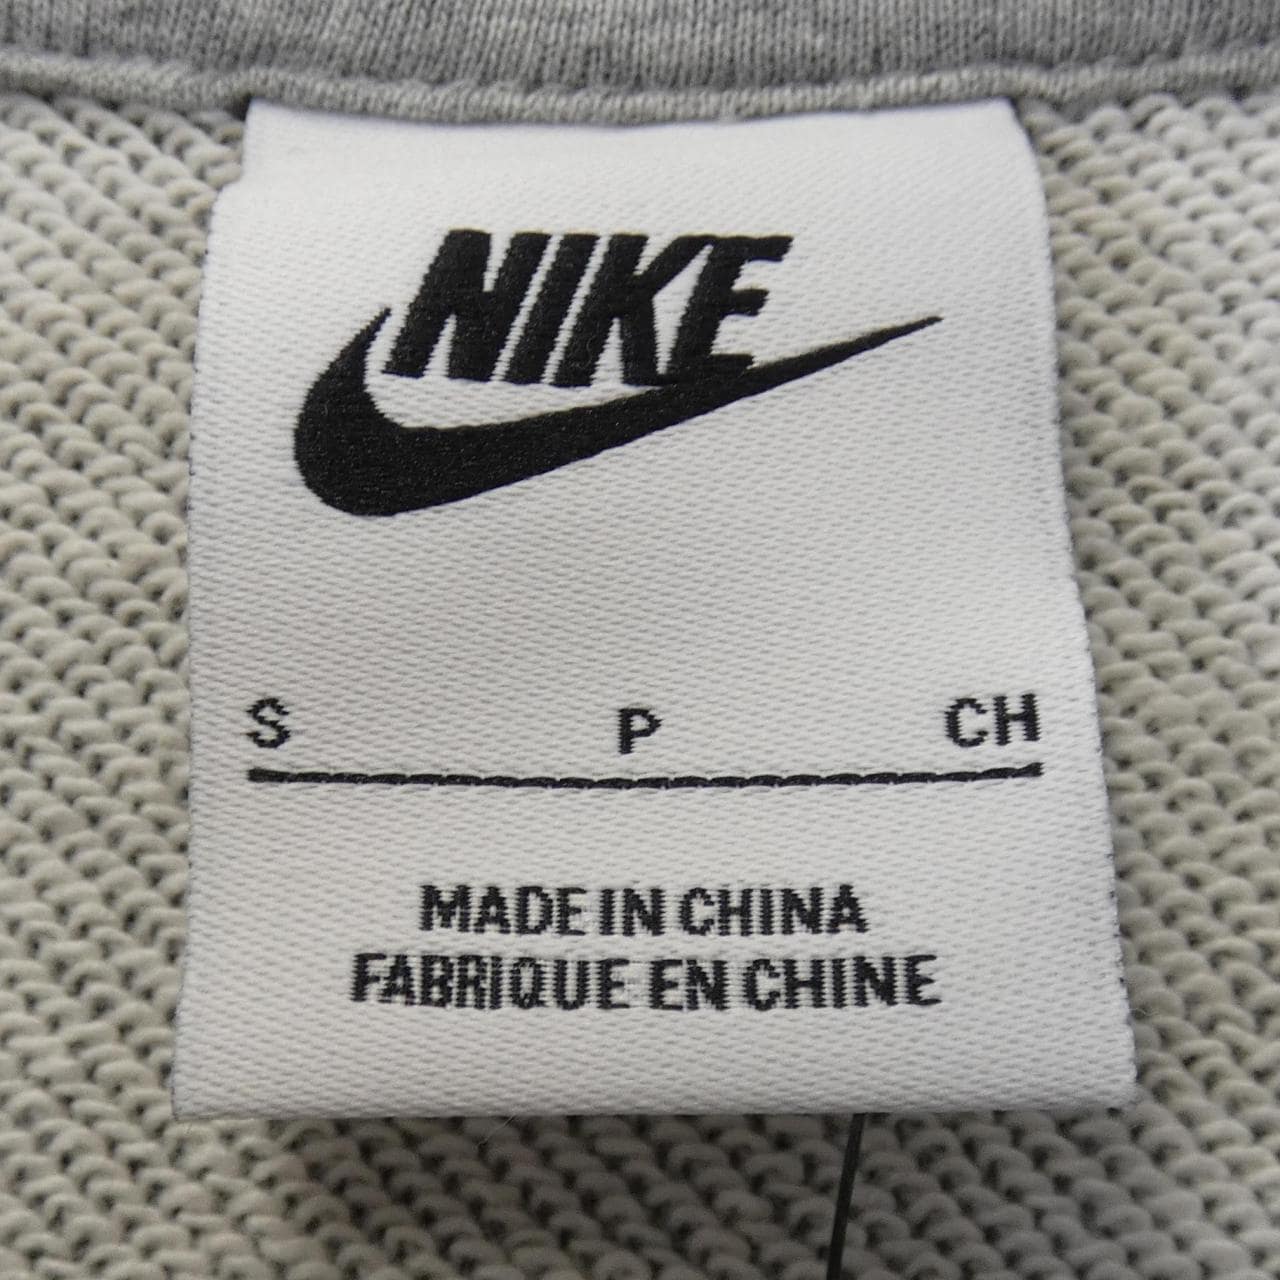 NIKE
S P CH
MADE IN CHINA
FABRIQUE EN CHINE